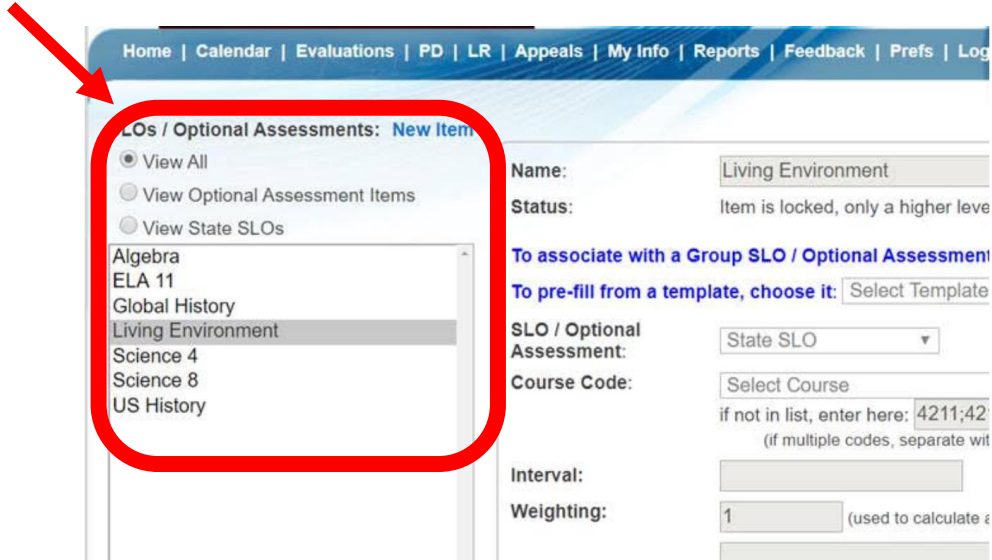 Home | Calendar | Evaluations | PD | LR | Appeals | My Info | Reports | Feedback | Prefs | Log
LOs / Optional Assessments: New Item
View All
View Optional Assessment Items
View State SLOs
Algebra
ELA 11
Global History
Living Environment
Science 4
Science 8
US History
Name: Living Environment
Status: Item is locked, only a higher leve
To associate with a Group SLO / Optional Assessment
To pre-fill from a template, choose it: Select Template
SLO / Optional Assessment: State SLO
Course Code: Select Course
if not in list, enter here: 4211;42
(if multiple codes, separate wit
Interval:
Weighting: 1 (used to calculate a